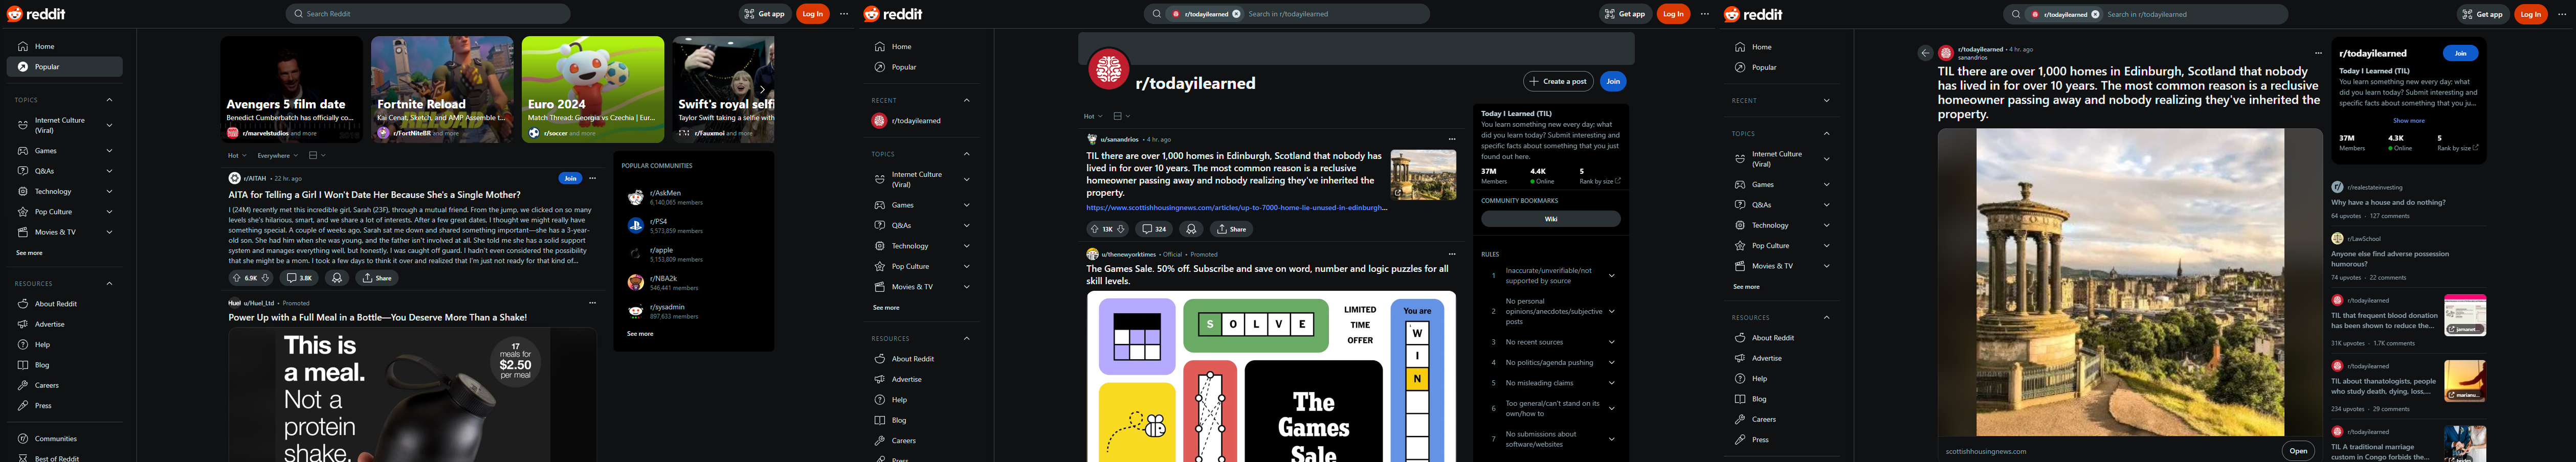 reddit
Search Reddit
Get app
Log In
Home
Popular
TOPICS
Internet Culture
(Viral)
Games
Q&As
Technology
Pop Culture
Movies & TV
See more
RESOURCES
About Reddit
Advertise
Help
Blog
Careers
Press
Communities
Best of Reddit
Avengers 5 film date
Benedict Cumberbatch has officially co...
r/marvelstudios and more
Fortnite Reload
Kai Cenat, Sketch, and AMP Assemble t...
r/FortNiteBR and more
Euro 2024
Match Thread: Georgia vs Czechia | Eur...
r/soccer and more
Swift's royal selfi
Taylor Swift taking a selfie with
r/Fauxmoi and more
Hot
Everywhere
r/AITAH • 22 hr. ago
Join
AITA for Telling a Girl I Won't Date Her Because She's a Single Mother?
I (24M) recently met this incredible girl, Sarah (23F), through a mutual friend. From the jump, we clicked on so many
levels she's hilarious, smart, and we share a lot of interests. After a few great dates, I thought we might really have
something special. A couple of weeks ago, Sarah sat me down and shared something important—she has a 3-year-
old son. She had him when she was young, and the father isn't involved at all. She told me she has a solid support
system and manages everything well, but honestly, I was caught off guard. I hadn't even considered the possibility
that she might be a mom. I took a few days to think it over and realized that I'm just not ready for that kind of...
6.9K
3.8K
Share
Huel u/Huel_Ltd • Promoted
Power Up with a Full Meal in a Bottle—You Deserve More Than a Shake!
This is
a meal.
Not a
protein
shake.
17
meals for
$2.50
per meal
POPULAR COMMUNITIES
r/AskMen
6,140,065 members
r/PS4
5,573,859 members
r/apple
5,153,809 members
r/NBA2k
546,441 members
r/sysadmin
897,633 members
See more
reddit
r/todayilearned
Search in r/todayilearned
Get app
Log In
Home
Popular
RECENT
r/todayilearned
TOPICS
Internet Culture
(Viral)
Games
Q&As
Technology
Pop Culture
Movies & TV
See more
RESOURCES
About Reddit
Advertise
Help
Blog
Careers
Press
r/todayilearned
Create a post
Join
Hot
u/sanandrios • 4 hr. ago
TIL there are over 1,000 homes in Edinburgh, Scotland that nobody has
lived in for over 10 years. The most common reason is a reclusive
homeowner passing away and nobody realizing they've inherited the
property.
https://www.scottishhousingnews.com/articles/up-to-7000-home-lie-unused-in-edinburgh...
13K
324
Share
u/thenewyorktimes • Official • Promoted
The Games Sale. 50% off. Subscribe and save on word, number and logic puzzles for all
skill levels.
SOLVE
LIMITED
TIME
OFFER
You are
W
I
N
The
Games
Sale
Today I Learned (TIL)
You learn something new every day; what
did you learn today? Submit interesting and
specific facts about something that you just
found out here.
37M
4.4K
5
Members
Online
Rank by size
COMMUNITY BOOKMARKS
Wiki
RULES
1 Inaccurate/unverifiable/not
supported by source
2 No personal
opinions/anecdotes/subjective
posts
3 No recent sources
4 No politics/agenda pushing
5 No misleading claims
6 Too general/can't stand on its
own/how to
7 No submissions about
software/websites
reddit
r/todayilearned
Search in r/todayilearned
Get app
Log In
Home
Popular
RECENT
TOPICS
Internet Culture
(Viral)
Games
Q&As
Technology
Pop Culture
Movies & TV
See more
RESOURCES
About Reddit
Advertise
Help
Blog
Careers
Press
r/todayilearned • 4 hr. ago
sanandrios
TIL there are over 1,000 homes in Edinburgh, Scotland that nobody
has lived in for over 10 years. The most common reason is a reclusive
homeowner passing away and nobody realizing they've inherited the
property.
scottishhousingnews.com
Open
r/todayilearned
Join
Today I Learned (TIL)
You learn something new every day; what
did you learn today? Submit interesting and
specific facts about something that you ju...
Show more
37M
4.3K
5
Members
Online
Rank by size
r/realestateinvesting
Why have a house and do nothing?
64 upvotes · 127 comments
r/LawSchool
Anyone else find adverse possession
humorous?
74 upvotes · 22 comments
r/todayilearned
TIL that frequent blood donation
has been shown to reduce the...
jamanet...
31K upvotes · 1.7K comments
r/todayilearned
TIL about thanatologists, people
who study death, dying, loss,...
marianu...
234 upvotes · 29 comments
r/todayilearned
TIL A traditional marriage
custom in Congo forbids the...